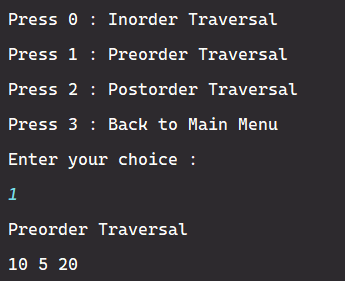 Press 0 : Inorder Traversal
Press 1 : Preorder Traversal
Press 2 : Postorder Traversal
Press 3 : Back to Main Menu
Enter your choice :
1
Preorder Traversal
10 5 20